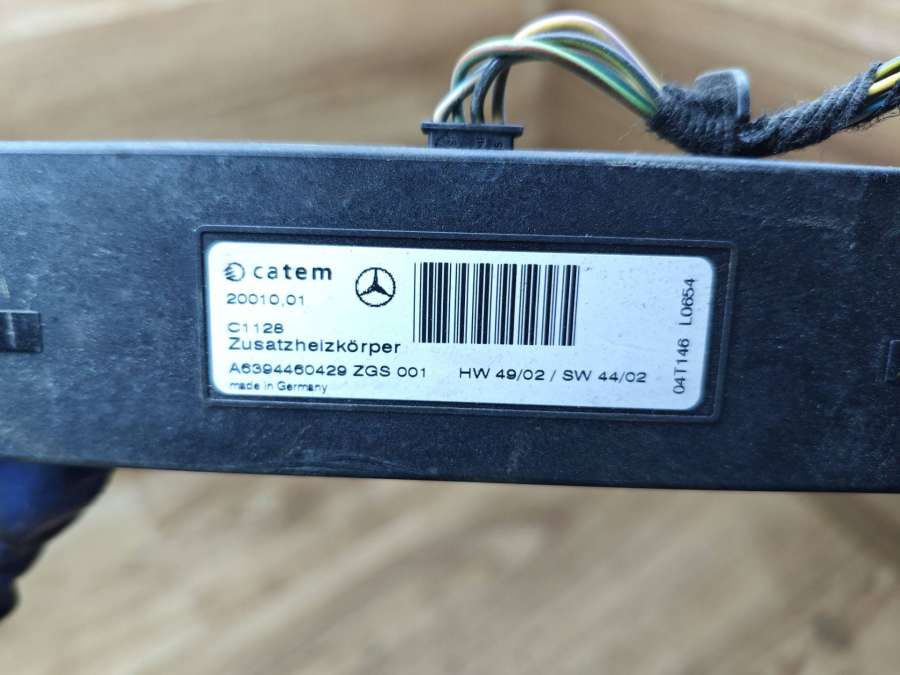 catem
20010,01
C1128
Zusatzheizkörper
A6394460429 ZGS 001 HW 49/02 / SW 44/02
made in Germany
04T146 L0654